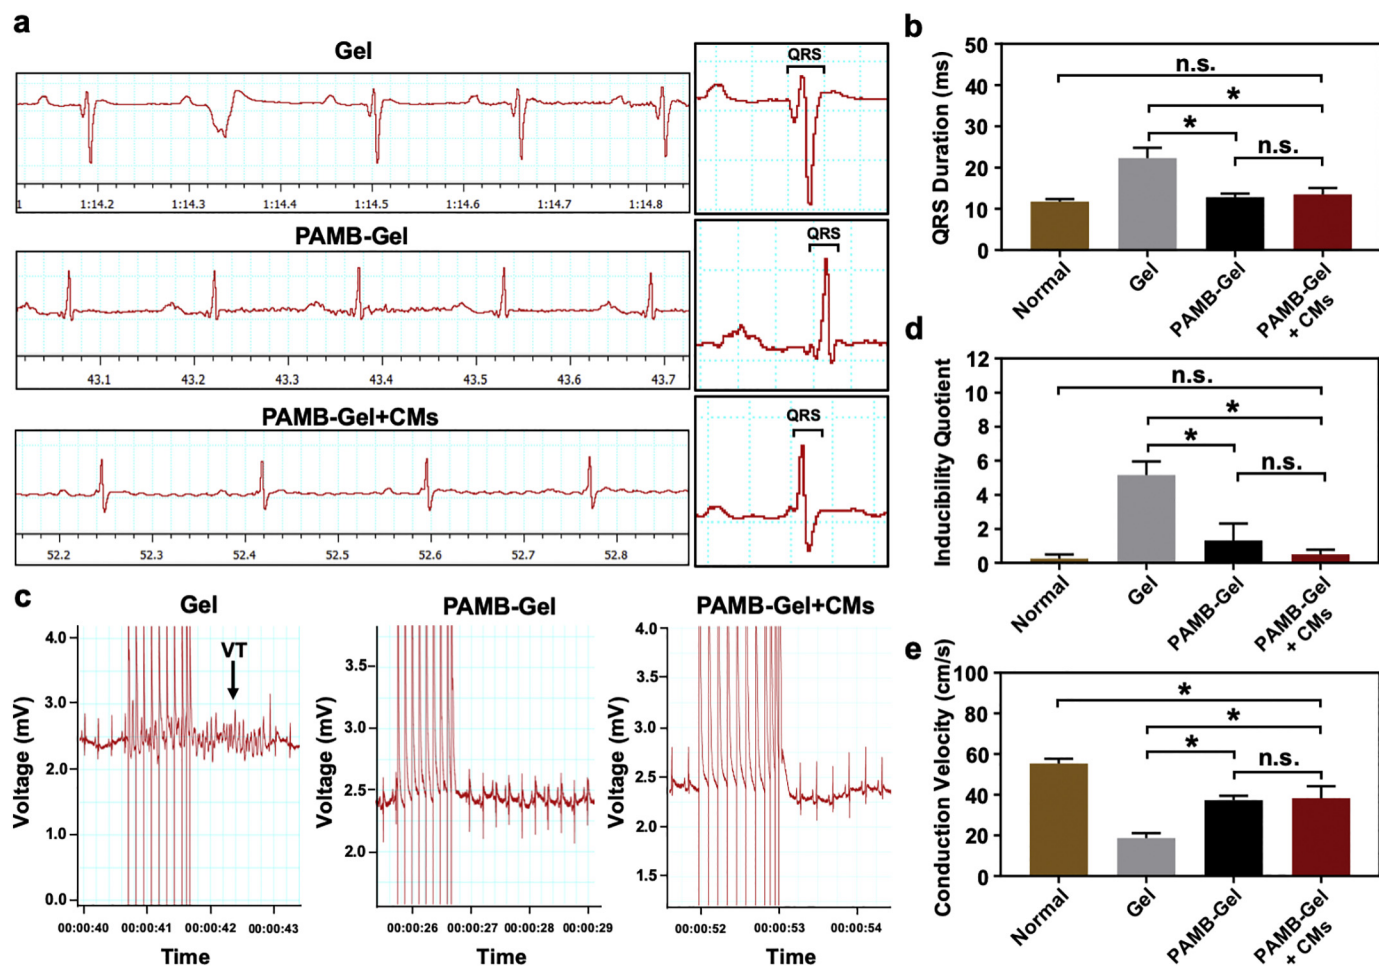 a
Gel
QRS
1 1:14.2 1:14.3 1:14.4 1:14.5 1:14.6 1:14.7 1:14.8
PAMB-Gel
QRS
43.1 43.2 43.3 43.4 43.5 43.6 43.7
PAMB-Gel+CMs
QRS
52.2 52.3 52.4 52.5 52.6 52.7 52.8
b
QRS Duration (ms)
50
40
30
20
10
0
n.s.
*
*
n.s.
Normal
Gel
PAMB-Gel
PAMB-Gel
+ CMs
c
Gel
Voltage (mV)
4.0
3.0
2.0
1.0
0.0
VT
00:00:40 00:00:41 00:00:42 00:00:43
Time
PAMB-Gel
Voltage (mV)
3.5
3.0
2.5
2.0
00:00:26 00:00:27 00:00:28 00:00:29
Time
PAMB-Gel+CMs
Voltage (mV)
4.0
3.5
3.0
2.5
2.0
1.5
00:00:52 00:00:53 00:00:54
Time
d
Inducibility Quotient
12
10
8
6
4
2
0
n.s.
*
*
n.s.
Normal
Gel
PAMB-Gel
PAMB-Gel
+ CMs
e
Conduction Velocity (cm/s)
100
80
60
40
20
0
*
*
*
n.s.
Normal
Gel
PAMB-Gel
PAMB-Gel
+ CMs